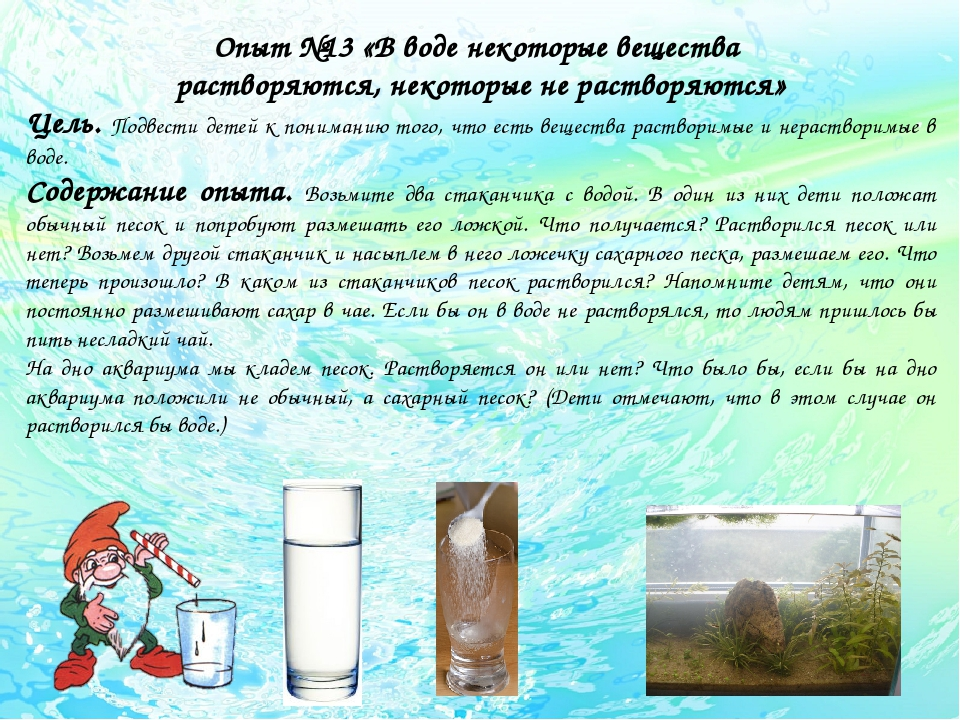 Опыт №13 «В воде некоторые вещества
растворяются, некоторые не растворяются»
Цель. Подвести детей к пониманию того, что есть вещества растворимые и нерастворимые в
воде.
Содержание опыта. Возьмите два стаканчика с водой. В один из них дети положат
обычный песок и попробуют размешать его ложкой. Что получается? Растворился песок или
нет? Возьмем другой стаканчик и насыплем в него ложечку сахарного песка, размешаем его. Что
теперь произошло? В каком из стаканчиков песок растворился? Напомните детям, что они
постоянно размешивают сахар в чае. Если бы он в воде не растворялся, то людям пришлось бы
пить несладкий чай.
На дно аквариума мы кладем песок. Растворяется он или нет? Что было бы, если бы на дно
аквариума положили не обычный, а сахарный песок? (Дети отмечают, что в этом случае он
растворился бы воде.)